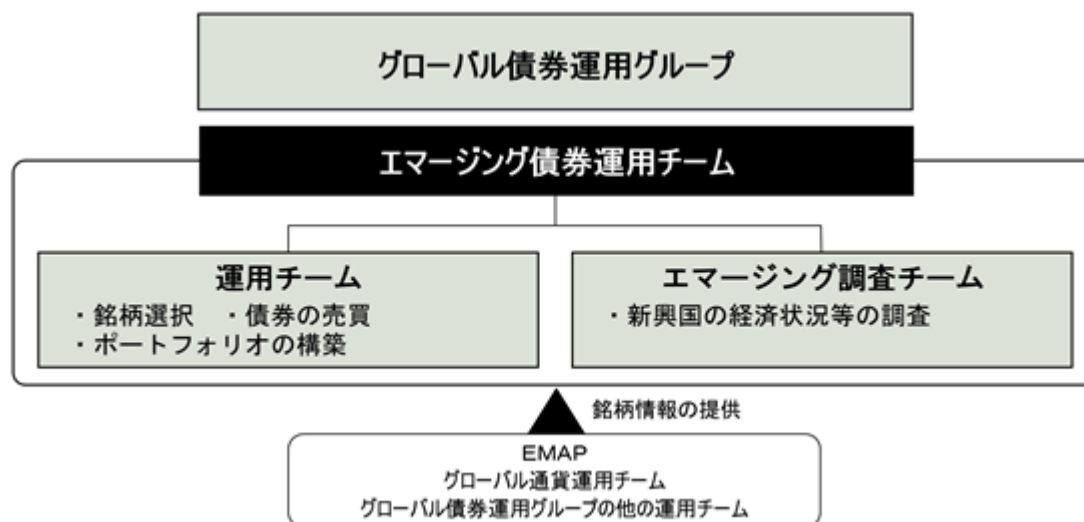 グローバル債券運用グループ
エマージング債券運用チーム
運用チーム
・銘柄選択　・債券の売買
・ポートフォリオの構築
エマージング調査チーム
・新興国の経済状況等の調査
銘柄情報の提供
EMAP
グローバル通貨運用チーム
グローバル債券運用グループの他の運用チーム